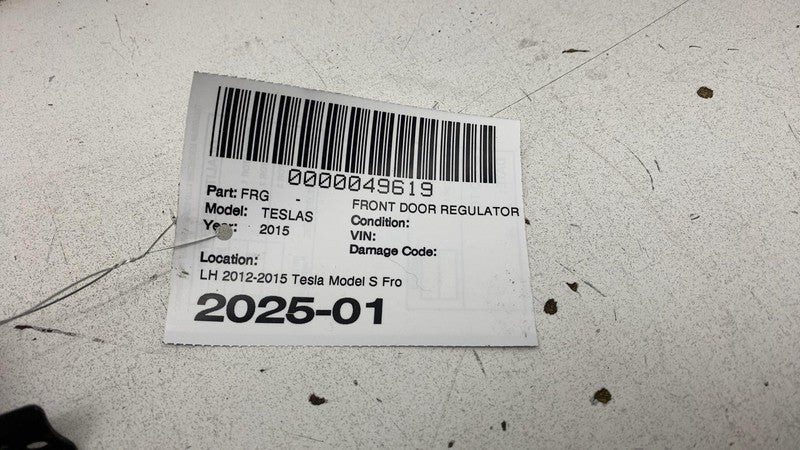 0000049619
Part: FRG -
FRONT DOOR REGULATOR
Model: TESLAS
Condition:
Year: 2015
VIN:
Damage Code:
Location:
LH 2012-2015 Tesla Model S Fro
2025-01